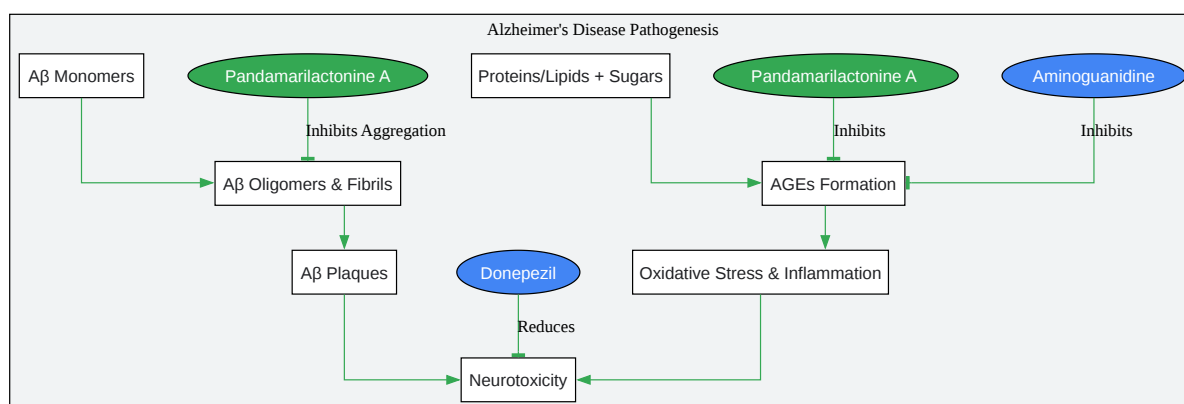 Alzheimer's Disease Pathogenesis
Aβ Monomers
Pandamarilactonine A
Proteins/Lipids + Sugars
Pandamarilactonine A
Aminoguanidine
Inhibits Aggregation
Inhibits
Inhibits
Aβ Oligomers & Fibrils
AGEs Formation
Aβ Plaques
Donepezil
Oxidative Stress & Inflammation
Reduces
Neurotoxicity